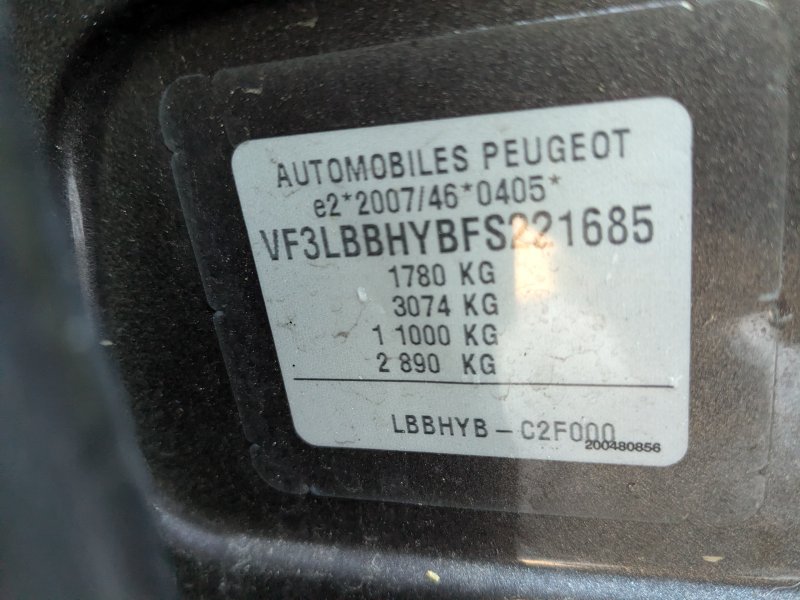 AUTOMOBILES PEUGEOT
e2*2007/46*0405*
VF3LBBHYBFS221685
1780 KG
3074 KG
1 1000 KG
2 890 KG
LBBHYB - C2F000
200480856